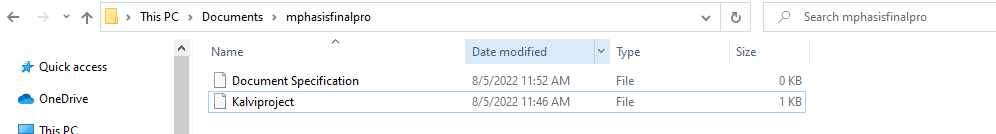 This PC > Documents > mphasisfinalpro
Search mphasisfinalpro
Name Date modified Type Size
Quick access
Document Specification 8/5/2022 11:52 AM File 0 KB
OneDrive
Kalviproject 8/5/2022 11:46 AM File 1 KB
This PC